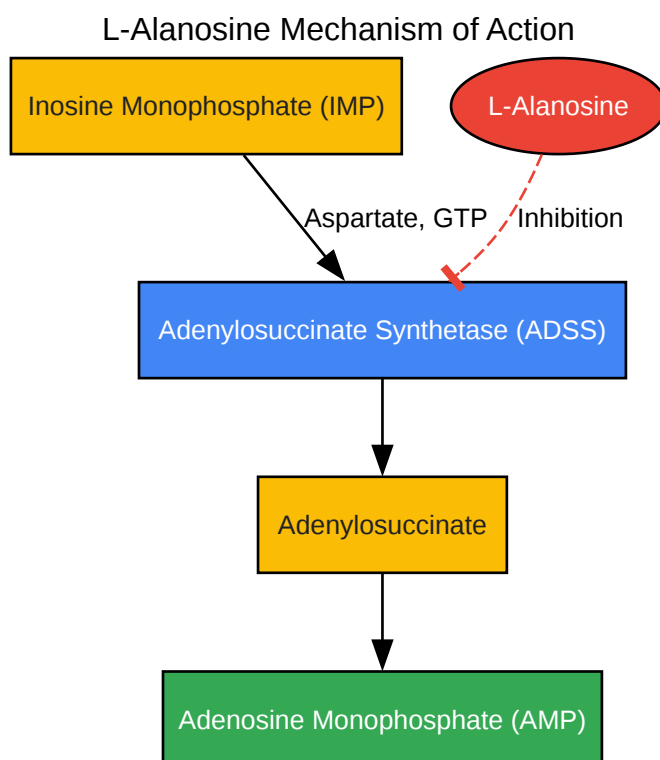 L-Alanosine Mechanism of Action
Inosine Monophosphate (IMP)
L-Alanosine
Aspartate, GTP
Inhibition
Adenylosuccinate Synthetase (ADSS)
Adenylosuccinate
Adenosine Monophosphate (AMP)